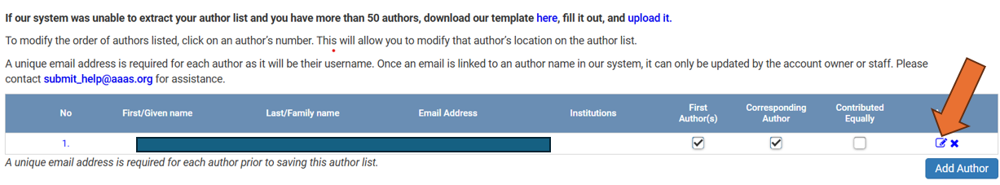 If our system was unable to extract your author list and you have more than 50 authors, download our template here, fill it out, and upload it.
To modify the order of authors listed, click on an author's number. This will allow you to modify that author's location on the author list.
A unique email address is required for each author as it will be their username. Once an email is linked to an author name in our system, it can only be updated by the account owner or staff. Please
contact submit_help@aaas.org for assistance.
No First/Given name Last/Family name Email Address Institutions First Author(s) Corresponding Author Contributed Equally
1.
A unique email address is required for each author prior to saving this author list.
Add Author